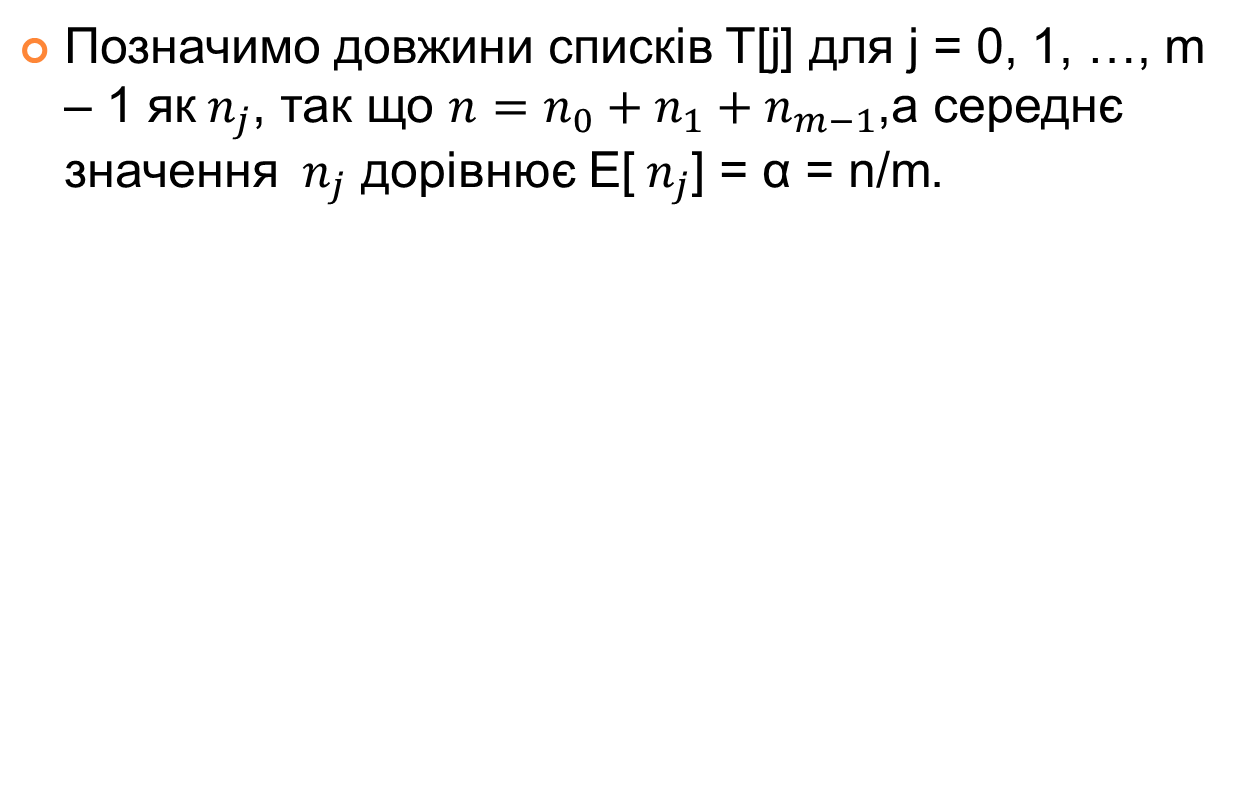 Позначимо довжини списків T[j] для j = 0, 1, …, m
– 1 як 𝑛𝑗, так що 𝑛 = 𝑛0 + 𝑛1 + 𝑛𝑚−1,а середнє
значення 𝑛𝑗 дорівнює E[ 𝑛𝑗] = α = n/m.